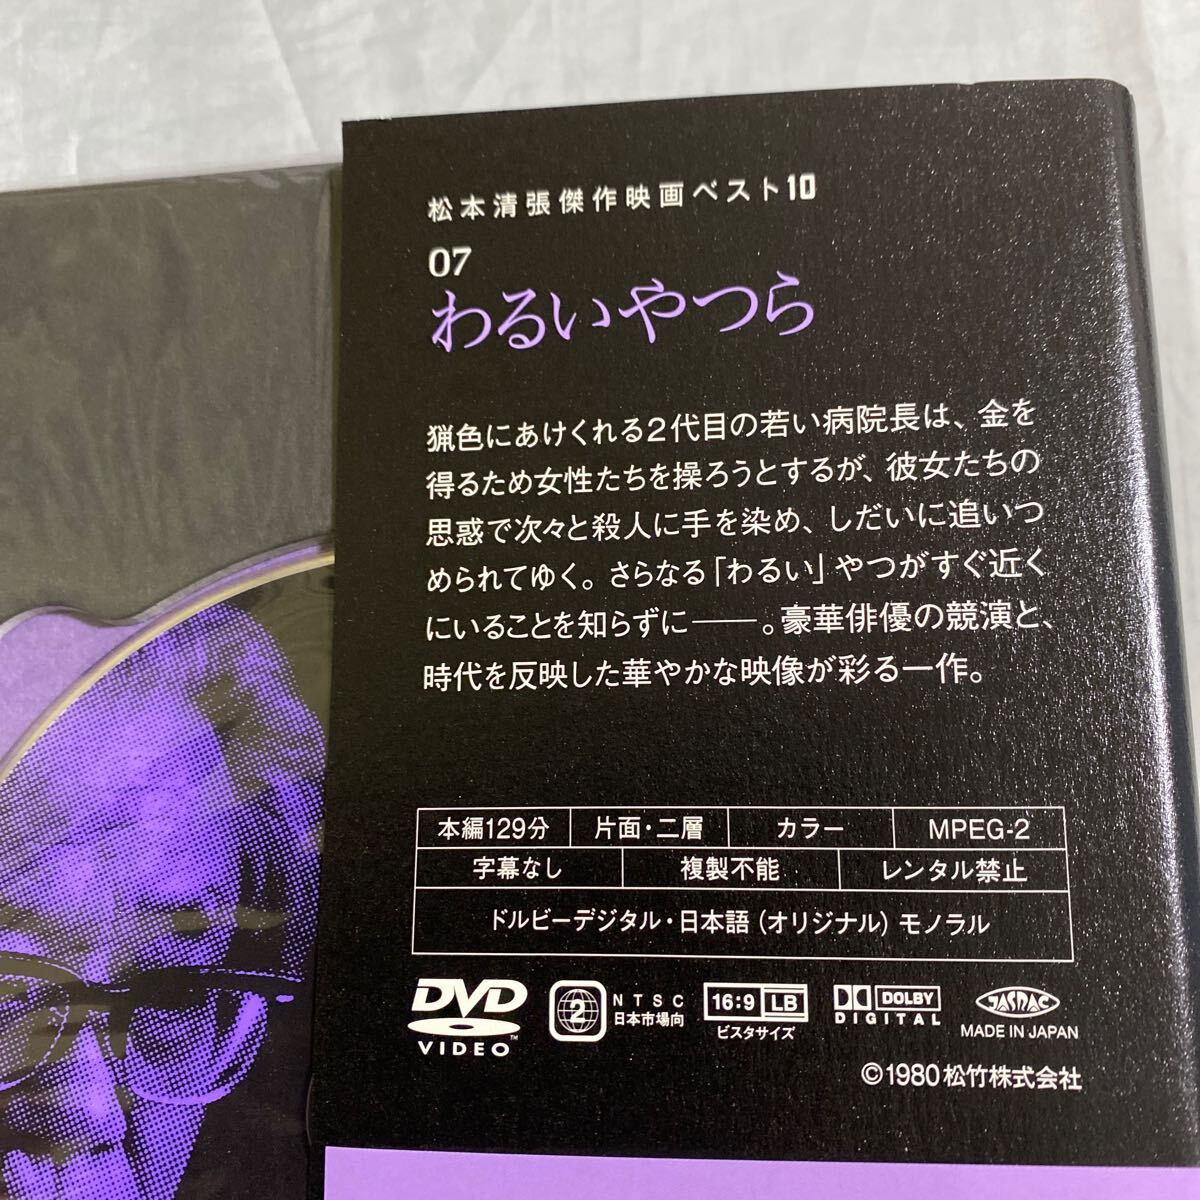 松本清張傑作映画ベスト10
07
わるいやつら
猟色にあけくれる2代目の若い病院長は、金を
得るため女性たちを操ろうとするが、彼女たちの
思惑で次々と殺人に手を染め、しだいに追いつ
められてゆく。さらなる「わるい」やつがすぐ近く
にいることを知らずに――。豪華俳優の競演と、
時代を反映した華やかな映像が彩る一作。
本編129分 片面・二層 カラー MPEG-2
字幕なし 複製不能 レンタル禁止
ドルビーデジタル・日本語(オリジナル) モノラル
DVD
VIDEO™
2
NTSC
日本市場向
16:9 LB
ビスタサイズ
DOLBY
DIGITAL
JASRAC
MADE IN JAPAN
©1980 松竹株式会社